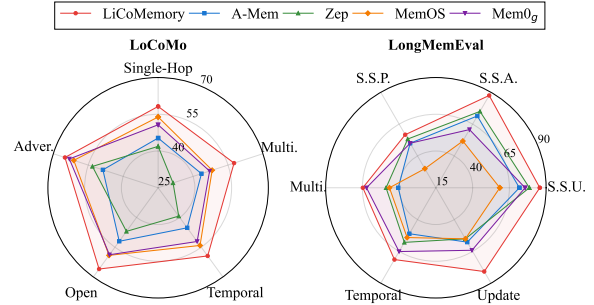 LiCoMemory A-Mem Zep MemOS Mem0g
LoCoMo LongMemEval
Single-Hop
70
55
40
25
Adver.
Multi.
Open
Temporal
S.S.P.
S.S.A.
90
65
40
15
Multi.
S.S.U.
Temporal
Update